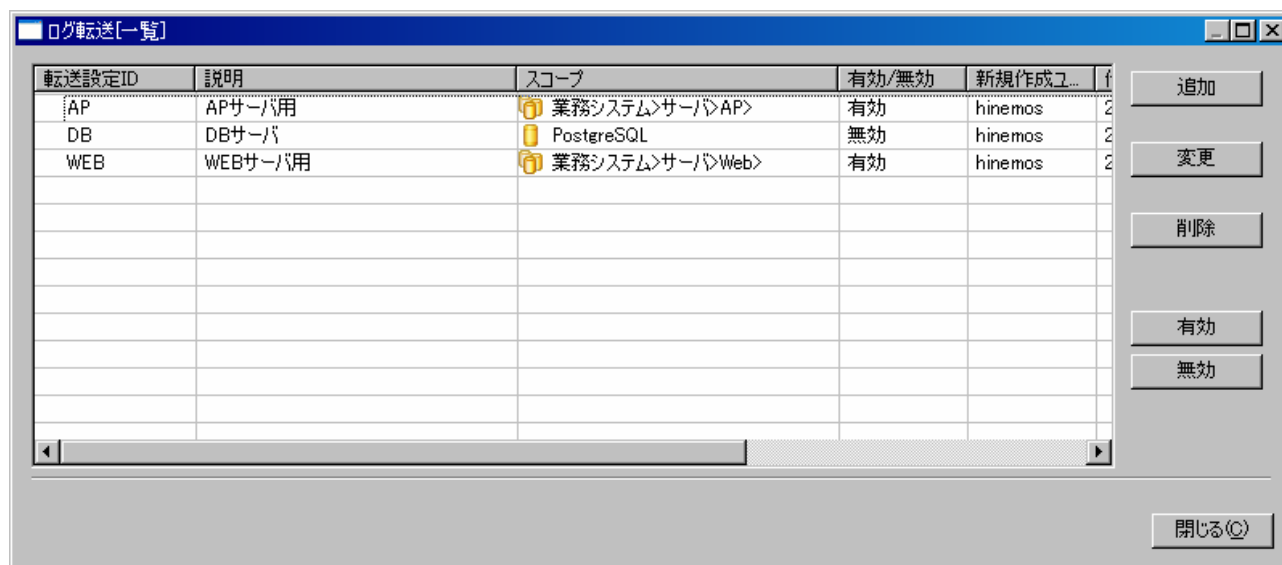 ログ転送[一覧]
転送設定ID 説明 スコープ 有効/無効 新規作成ユ...
AP APサーバ用 業務システム>サーバ>AP> 有効 hinemos 2
DB DBサーバ PostgreSQL 無効 hinemos 2
WEB WEBサーバ用 業務システム>サーバ>Web> 有効 hinemos 2
追加
変更
削除
有効
無効
閉じる(C)